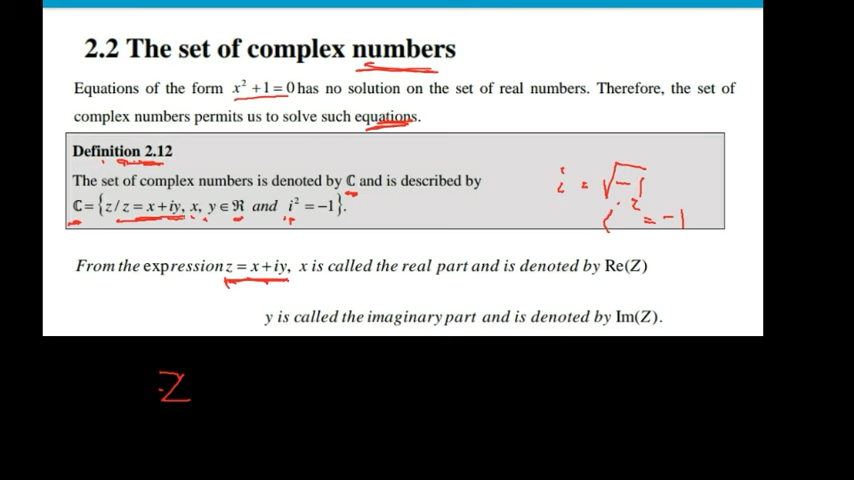 2.2 The set of complex numbers
Equations of the form x² + 1 = 0 has no solution on the set of real numbers. Therefore, the set of
complex numbers permits us to solve such equations.
Definition 2.12
The set of complex numbers is denoted by ℂ and is described by
ℂ = {z / z = x + iy, x, y ∈ ℜ and i² = −1}.
i = √−1
i² = −1
From the expression z = x + iy, x is called the real part and is denoted by Re(Z)
y is called the imaginary part and is denoted by Im(Z).
Z